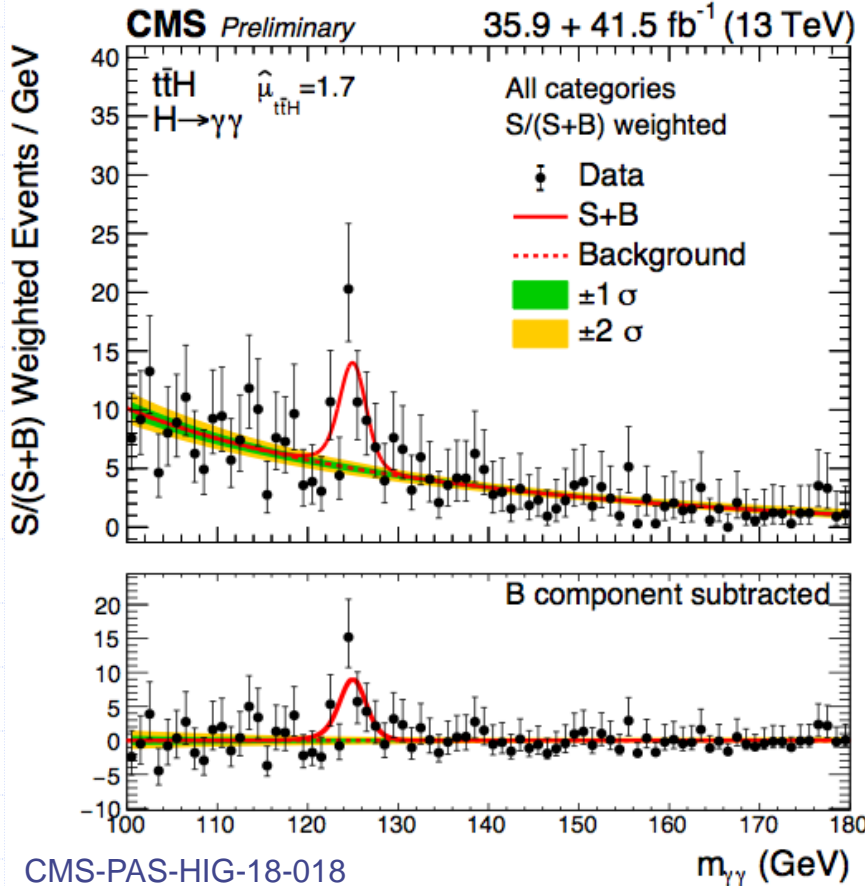 CMS Preliminary 35.9 + 41.5 fb⁻¹ (13 TeV)
S/(S+B) Weighted Events / GeV
40
35
30
25
20
15
10
5
0
tt̄H μ̂_tt̄H=1.7
H→γγ
All categories
S/(S+B) weighted
Data
S+B
Background
±1 σ
±2 σ
B component subtracted
20
15
10
5
0
−5
−10
100 110 120 130 140 150 160 170 180
m_γγ (GeV)
CMS-PAS-HIG-18-018